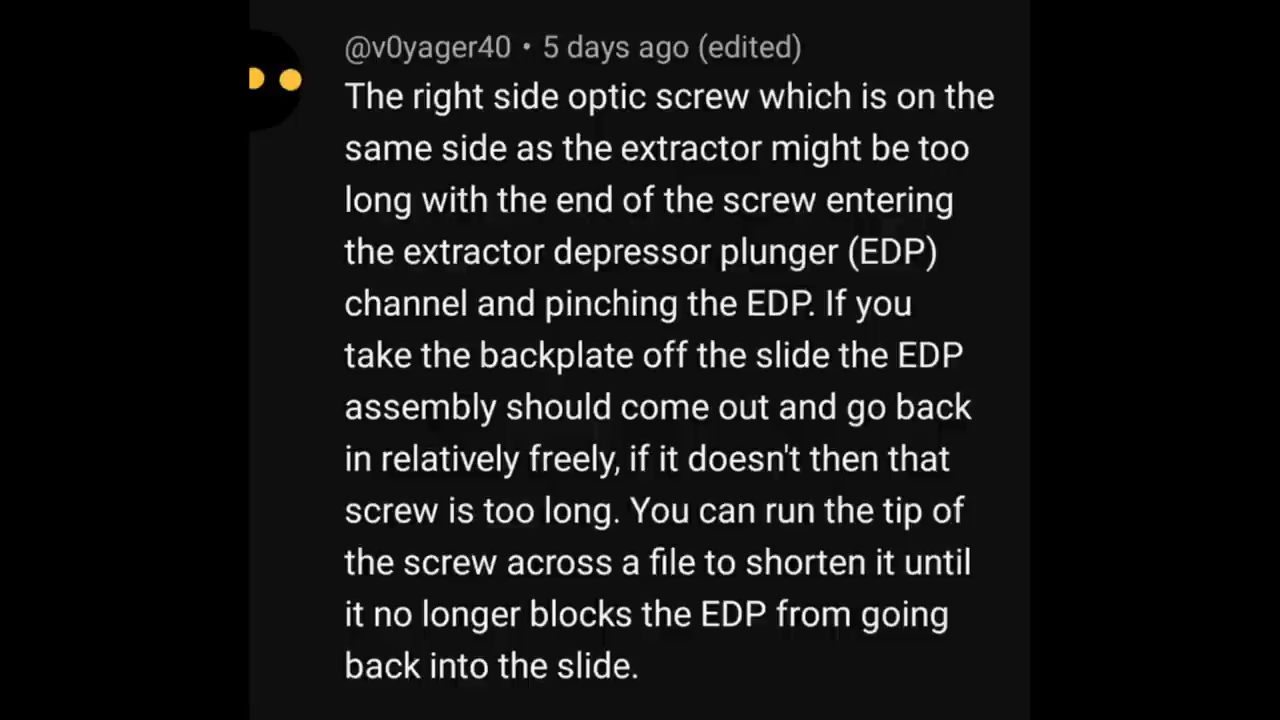 @v0yager40 • 5 days ago (edited)
The right side optic screw which is on the
same side as the extractor might be too
long with the end of the screw entering
the extractor depressor plunger (EDP)
channel and pinching the EDP. If you
take the backplate off the slide the EDP
assembly should come out and go back
in relatively freely, if it doesn't then that
screw is too long. You can run the tip of
the screw across a file to shorten it until
it no longer blocks the EDP from going
back into the slide.